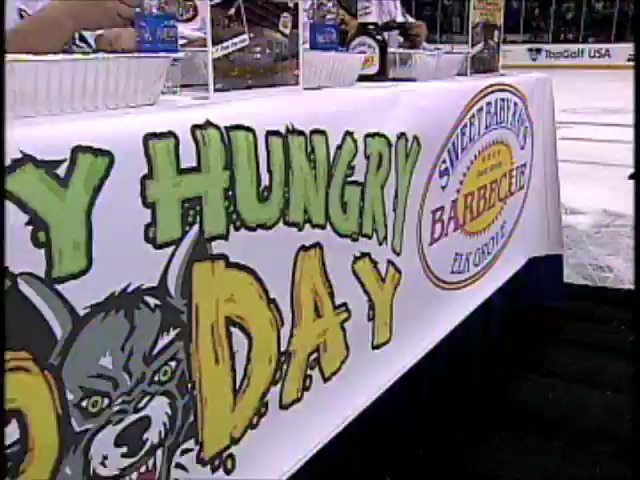 TopGolf USA
Y HUNGRY
DAY
SWEET BABY RAY'S
BARBECUE
ELK GROVE